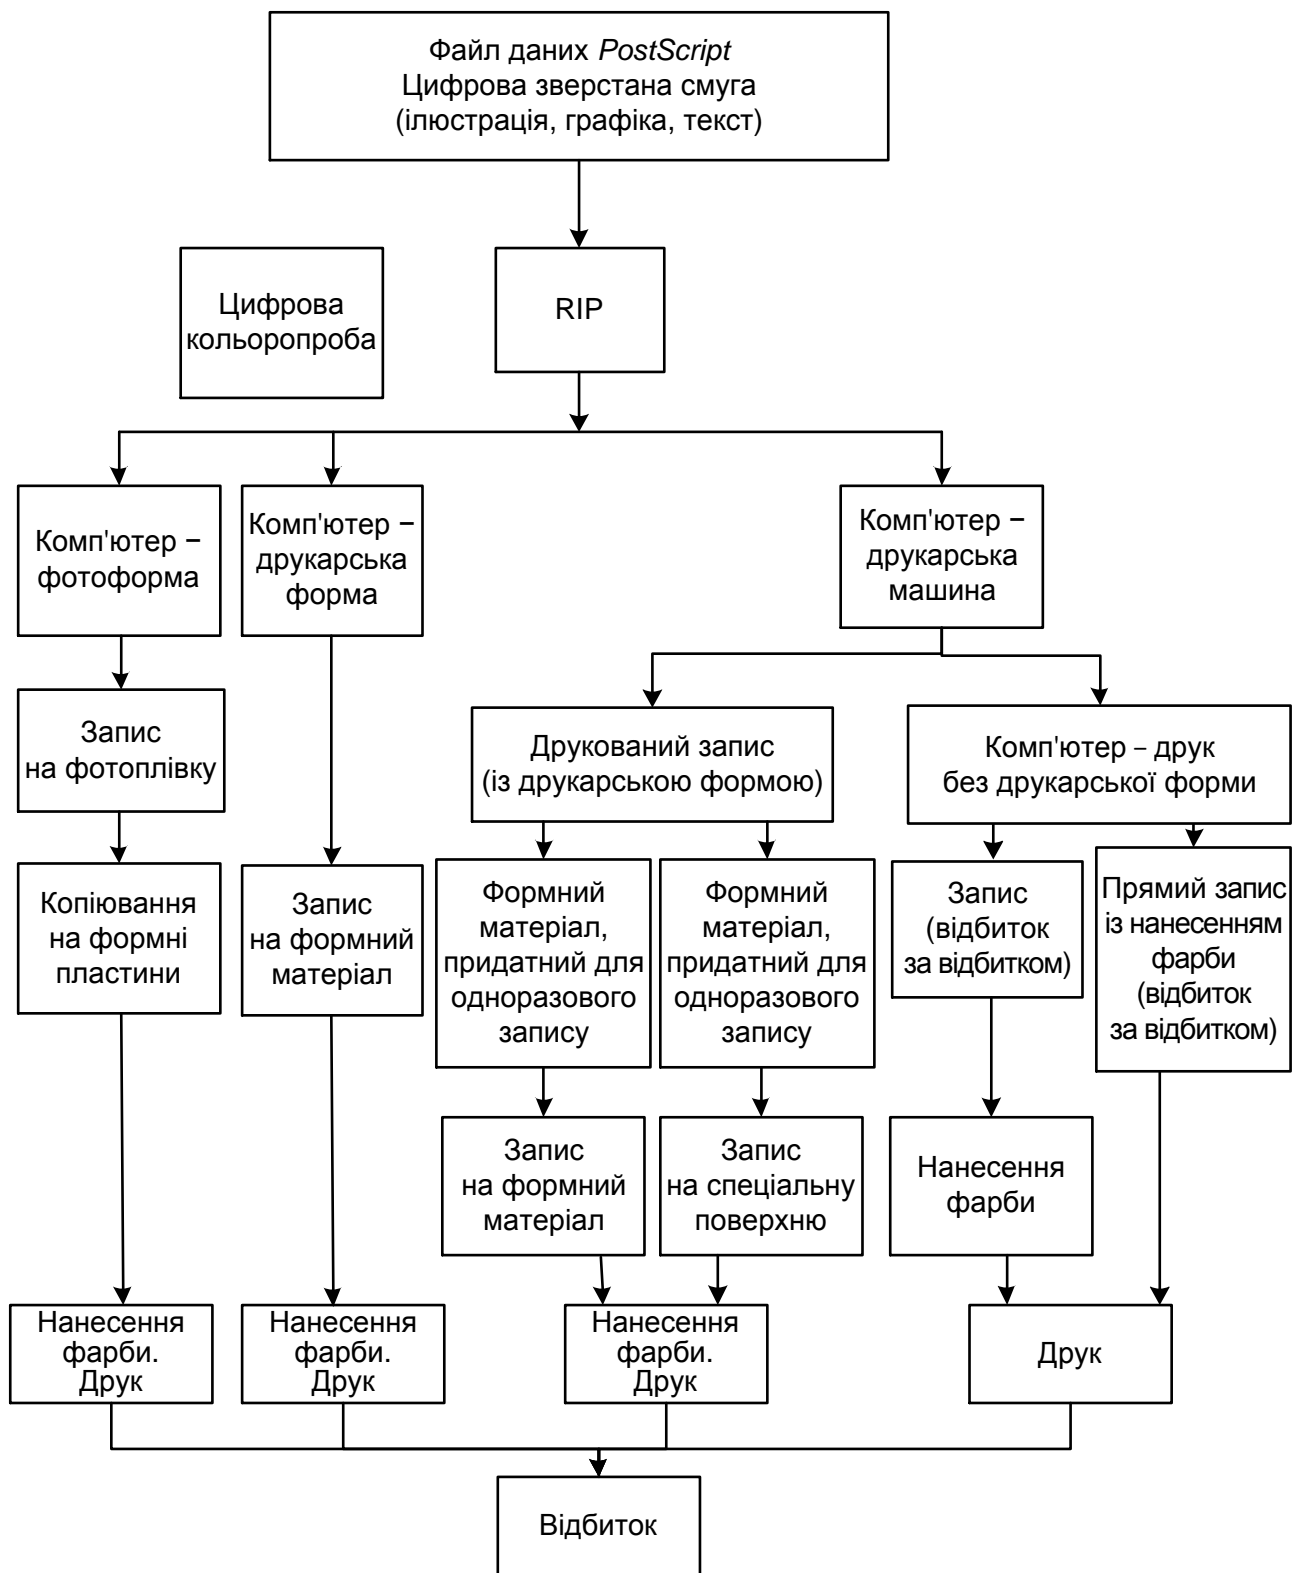 Файл даних PostScript
Цифрова зверстана смуга
(ілюстрація, графіка, текст)
Цифрова
кольоропроба
RIP
Комп'ютер –
фотоформа
Комп'ютер –
друкарська
форма
Комп'ютер –
друкарська
машина
Запис
на фотоплівку
Друкований запис
(із друкарською формою)
Комп'ютер – друк
без друкарської форми
Копіювання
на формні
пластини
Запис
на формний
матеріал
Формний
матеріал,
придатний для
одноразового
запису
Формний
матеріал,
придатний для
одноразового
запису
Запис
(відбиток
за відбитком)
Прямий запис
із нанесенням
фарби
(відбиток
за відбитком)
Запис
на формний
матеріал
Запис
на спеціальну
поверхню
Нанесення
фарби
Нанесення
фарби.
Друк
Нанесення
фарби.
Друк
Нанесення
фарби.
Друк
Друк
Відбиток